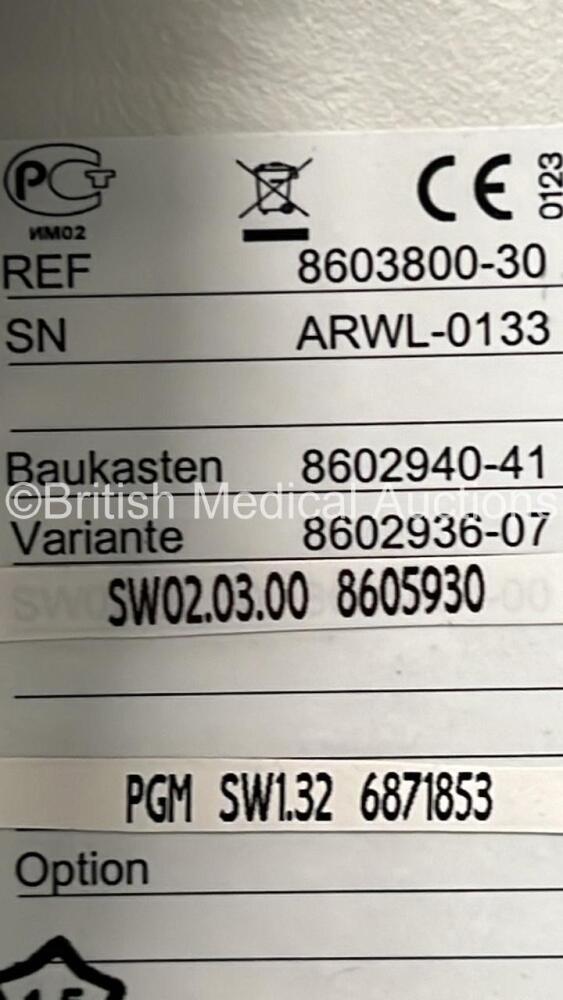 РСТ
ИМ02
CE 0123
REF 8603800-30
SN ARWL-0133
Baukasten 8602940-41
©British Medical Auctions
Variante 8602936-07
SW02.03.00 8605930
PGM SW1.32 6871853
Option